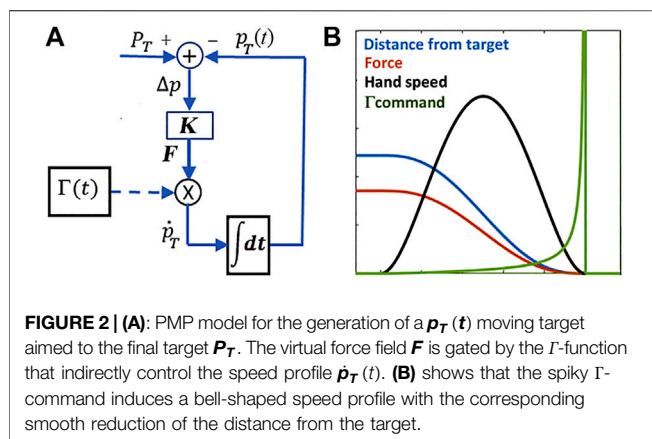 A
P_T + − p_T(t)
+
Δp
K
F
Γ(t)
X
ṗ_T
∫dt
B
Distance from target
Force
Hand speed
Γcommand
FIGURE 2 | (A): PMP model for the generation of a p_T (t) moving target
aimed to the final target P_T. The virtual force field F is gated by the Γ-function
that indirectly control the speed profile ṗ_T (t). (B) shows that the spiky Γ-
command induces a bell-shaped speed profile with the corresponding
smooth reduction of the distance from the target.